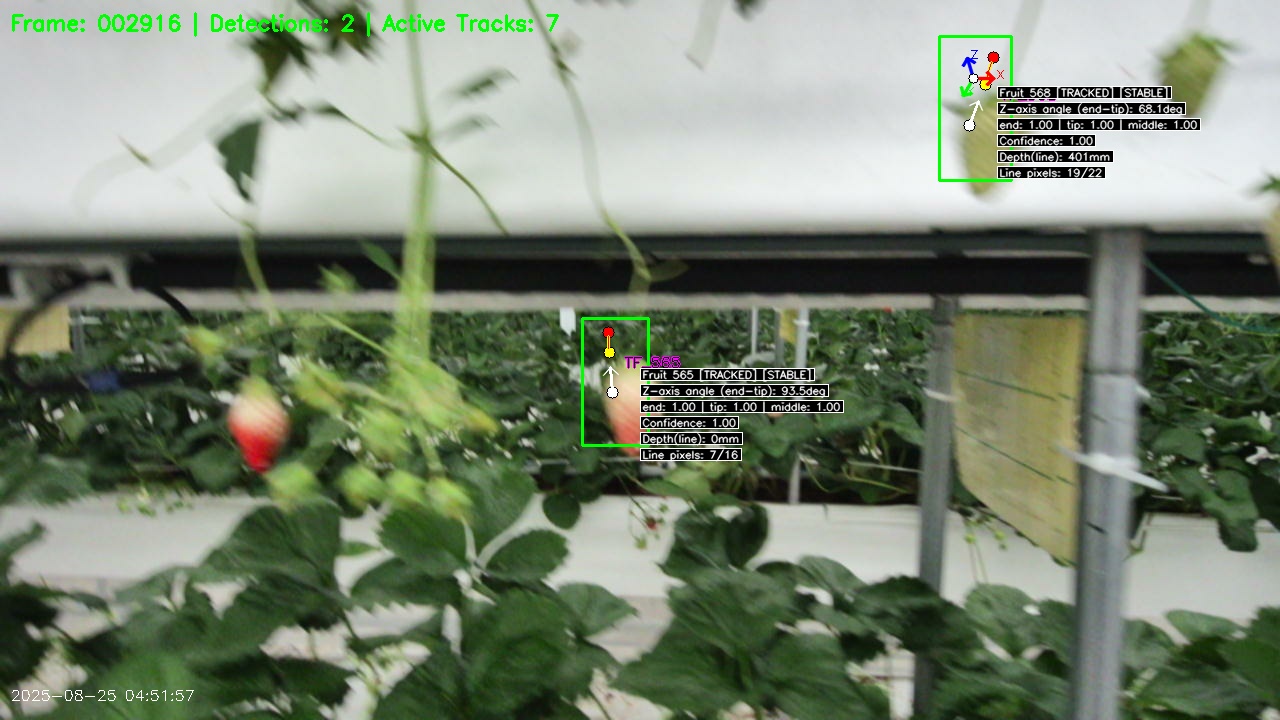 Frame: 002916 | Detections: 2 | Active Tracks: 7
Z
X
Fruit 568 [TRACKED] [STABLE]
Z-axis angle (end-tip): 68.1deg
end: 1.00 | tip: 1.00 | middle: 1.00
Confidence: 1.00
Depth(line): 401mm
Line pixels: 19/22
TF_565
Fruit 565 [TRACKED] [STABLE]
Z-axis angle (end-tip): 93.5deg
end: 1.00 | tip: 1.00 | middle: 1.00
Confidence: 1.00
Depth(line): 0mm
Line pixels: 7/16
2025-08-25 04:51:57